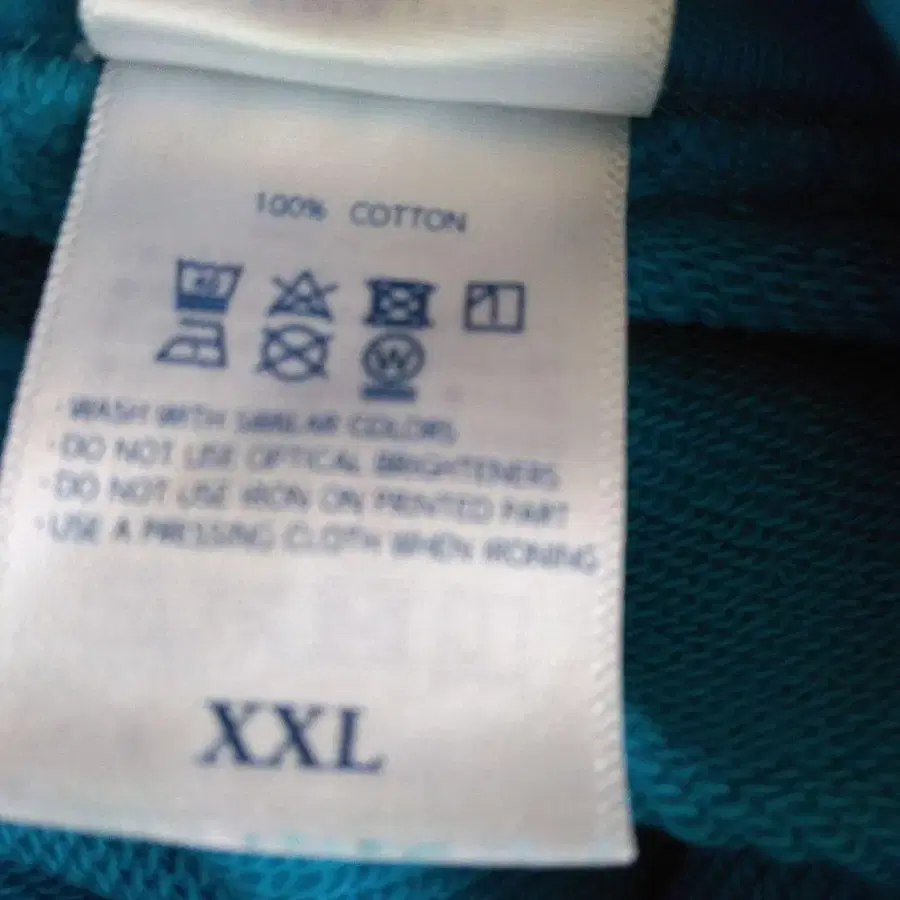 100% COTTON
W
· WASH WITH SIMILAR COLORS
· DO NOT USE OPTICAL BRIGHTENERS
· DO NOT USE IRON ON PRINTED PART
· USE A PRESSING CLOTH WHEN IRONING
XXL